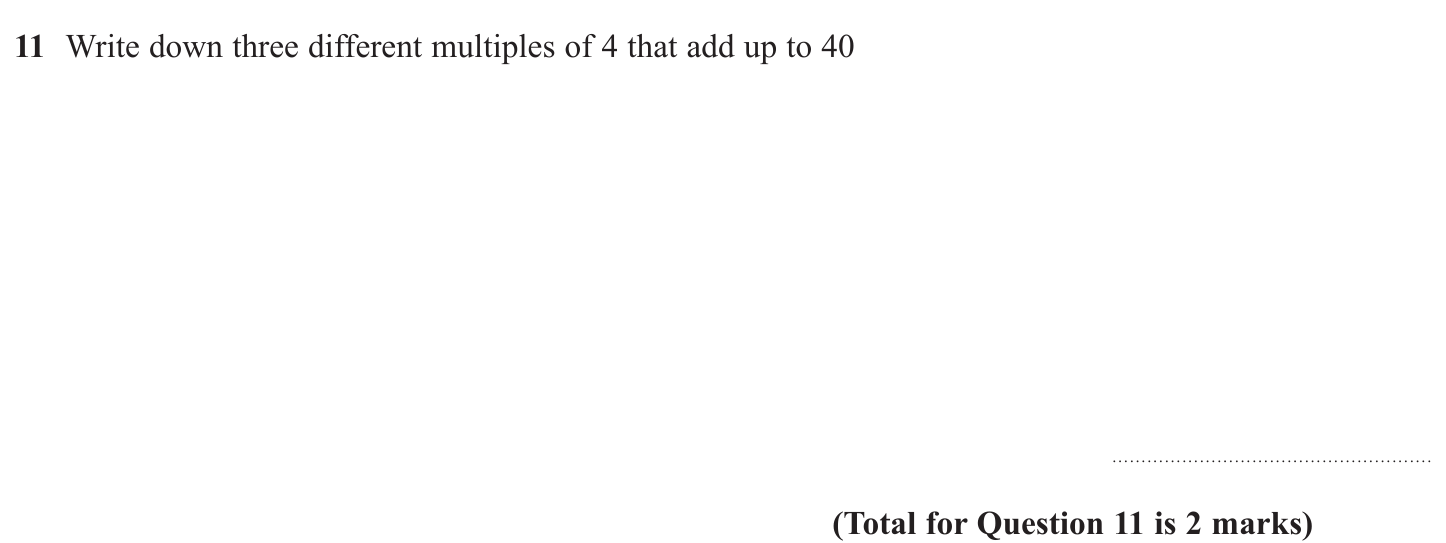 11 Write down three different multiples of 4 that add up to 40
(Total for Question 11 is 2 marks)